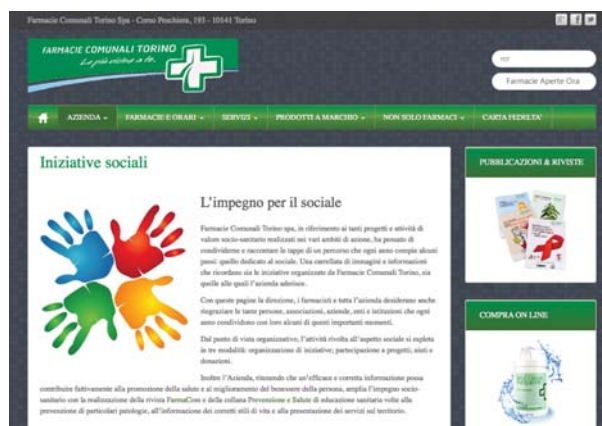 Farmacie Comunali Torino Spa - Corso Peschiera, 193 - 10141 Torino
FARMACIE COMUNALI TORINO
La più vicina a te.
Farmacie Aperte Ora
AZIENDA
FARMACIE E ORARI
SERVIZI
PRODOTTI A MARCHIO
NON SOLO FARMACI
CARTA FEDELTA'
Iniziative sociali
L'impegno per il sociale
Farmacie Comunali Torino spa, in riferimento ai tanti progetti e attività di
valore socio-sanitario realizzati nei vari ambiti di azione, ha pensato di
condividerne e raccontare le tappe di un percorso che ogni anno compie alcuni
passi: quello dedicato al sociale. Una carrellata di immagini e informazioni
che ricordano sia le iniziative organizzate da Farmacie Comunali Torino, sia
quelle alle quali l'azienda aderisce.
Con queste pagine la direzione, i farmacisti e tutta l'azienda desiderano anche
ringraziare le tante persone, associazioni, aziende, enti e istituzioni che ogni
anno condividono con loro alcuni di questi importanti momenti.
Dal punto di vista organizzativo, l'attività rivolta all'aspetto sociale si esplica
in tre modalità: organizzazione di iniziative; partecipazione a progetti; aiuti e
donazioni.
Inoltre l'Azienda, ritenendo che un'efficace e corretta informazione possa
contribuire fattivamente alla promozione della salute e al miglioramento del benessere della persona, amplia l'impegno socio-
sanitario con la realizzazione della rivista FarmaCom e della collana Prevenzione e Salute di educazione sanitaria volte alla
prevenzione di particolari patologie, all'informazione dei corretti stili di vita e alla presentazione dei servizi sul territorio.
PUBBLICAZIONI & RIVISTE
COMPRA ON LINE